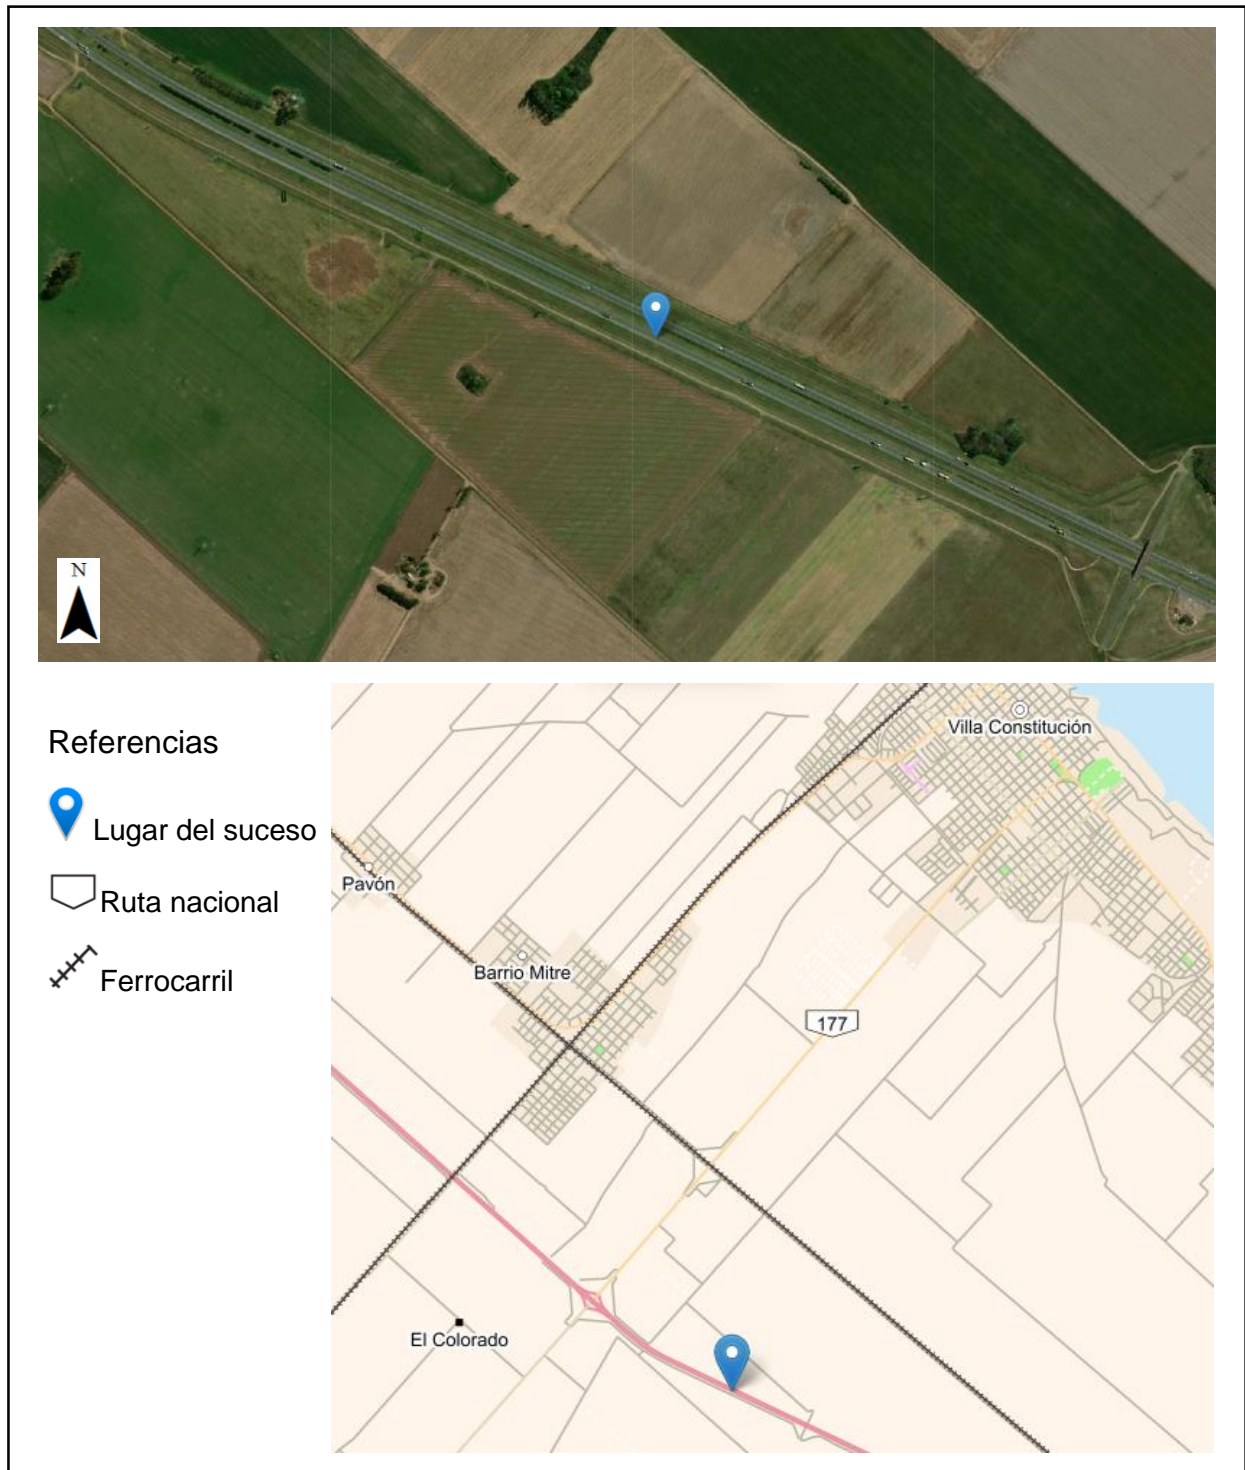 N
Referencias
Lugar del suceso
Ruta nacional
Ferrocarril
Villa Constitución
Pavón
Barrio Mitre
177
El Colorado